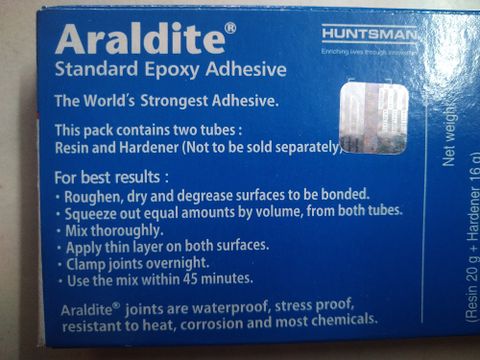 Araldite®
Standard Epoxy Adhesive
HUNTSMAN
Enriching lives through innovation
The World's Strongest Adhesive.
This pack contains two tubes :
Resin and Hardener (Not to be sold separately)
For best results :
· Roughen, dry and degrease surfaces to be bonded.
· Squeeze out equal amounts by volume, from both tubes.
· Mix thoroughly.
· Apply thin layer on both surfaces.
· Clamp joints overnight.
· Use the mix within 45 minutes.
Araldite® joints are waterproof, stress proof,
resistant to heat, corrosion and most chemicals.
Net weight
(Resin 20 g + Hardener 16 g)